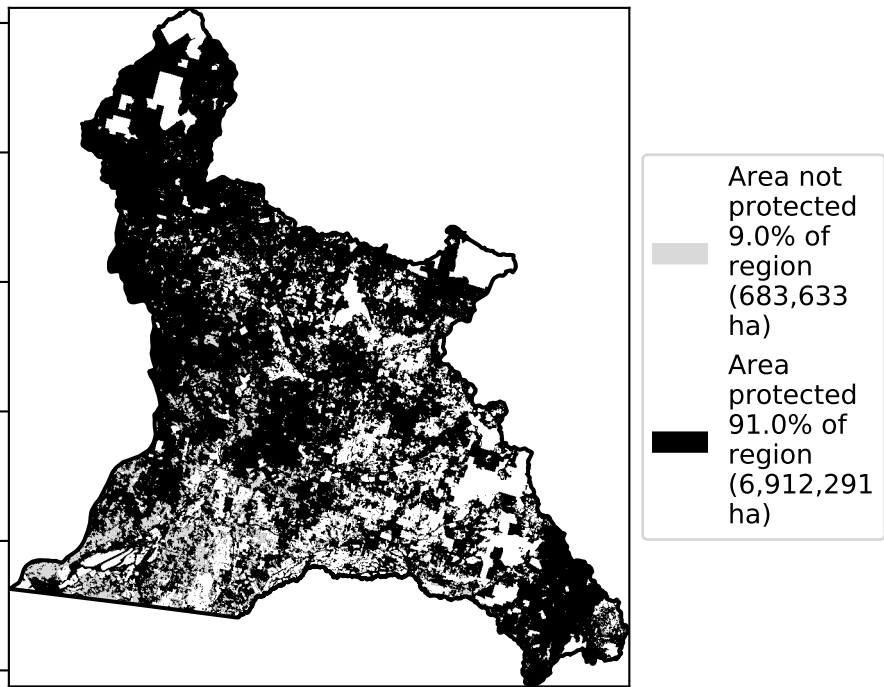 Area not
protected
9.0% of
region
(683,633
ha)
Area
protected
91.0% of
region
(6,912,291
ha)